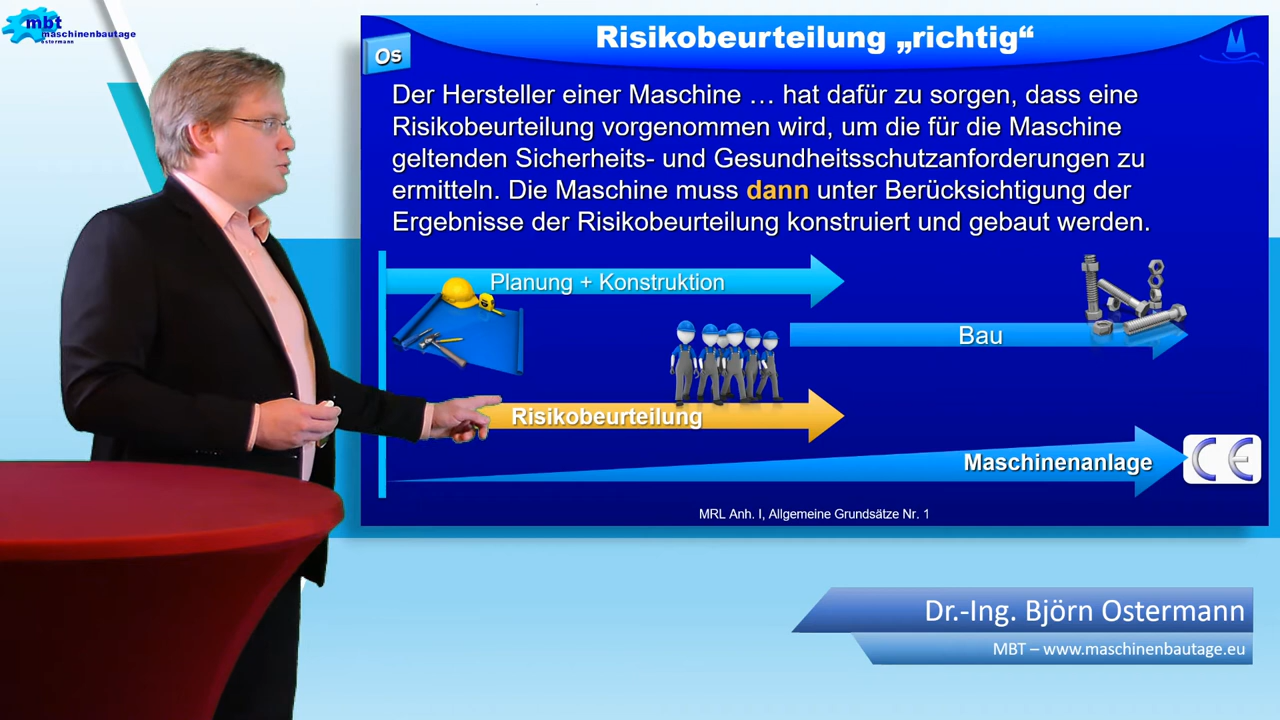 mbt
maschinenbautage
ostermann
Risikobeurteilung „richtig“
Os
Der Hersteller einer Maschine … hat dafür zu sorgen, dass eine
Risikobeurteilung vorgenommen wird, um die für die Maschine
geltenden Sicherheits- und Gesundheitsschutzanforderungen zu
ermitteln. Die Maschine muss dann unter Berücksichtigung der
Ergebnisse der Risikobeurteilung konstruiert und gebaut werden.
Planung + Konstruktion
Bau
Risikobeurteilung
Maschinenanlage
CE
MRL Anh. I, Allgemeine Grundsätze Nr. 1
Dr.-Ing. Björn Ostermann
MBT – www.maschinenbautage.eu